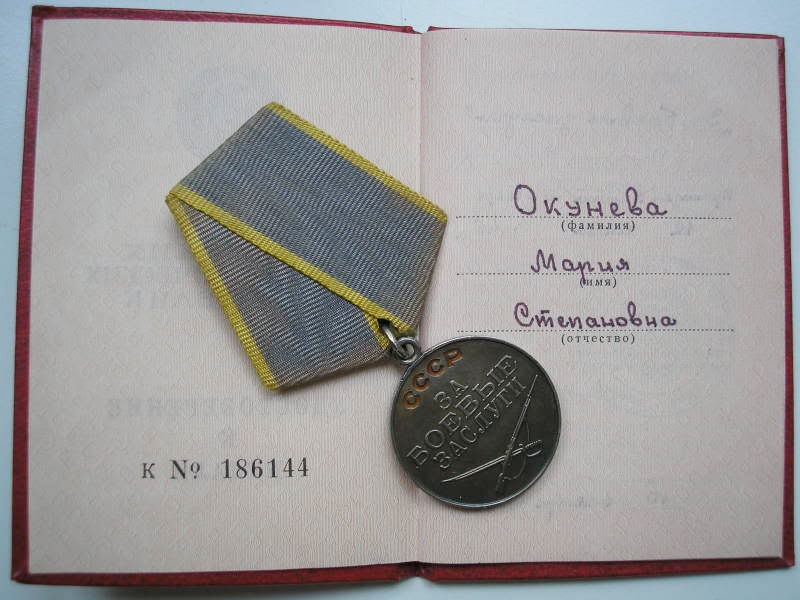 Окунева
(фамилия)
Мария
(имя)
Степановна
(отчество)
СССР
ЗА
БОЕВЫЕ
ЗАСЛУГИ
К № 186144